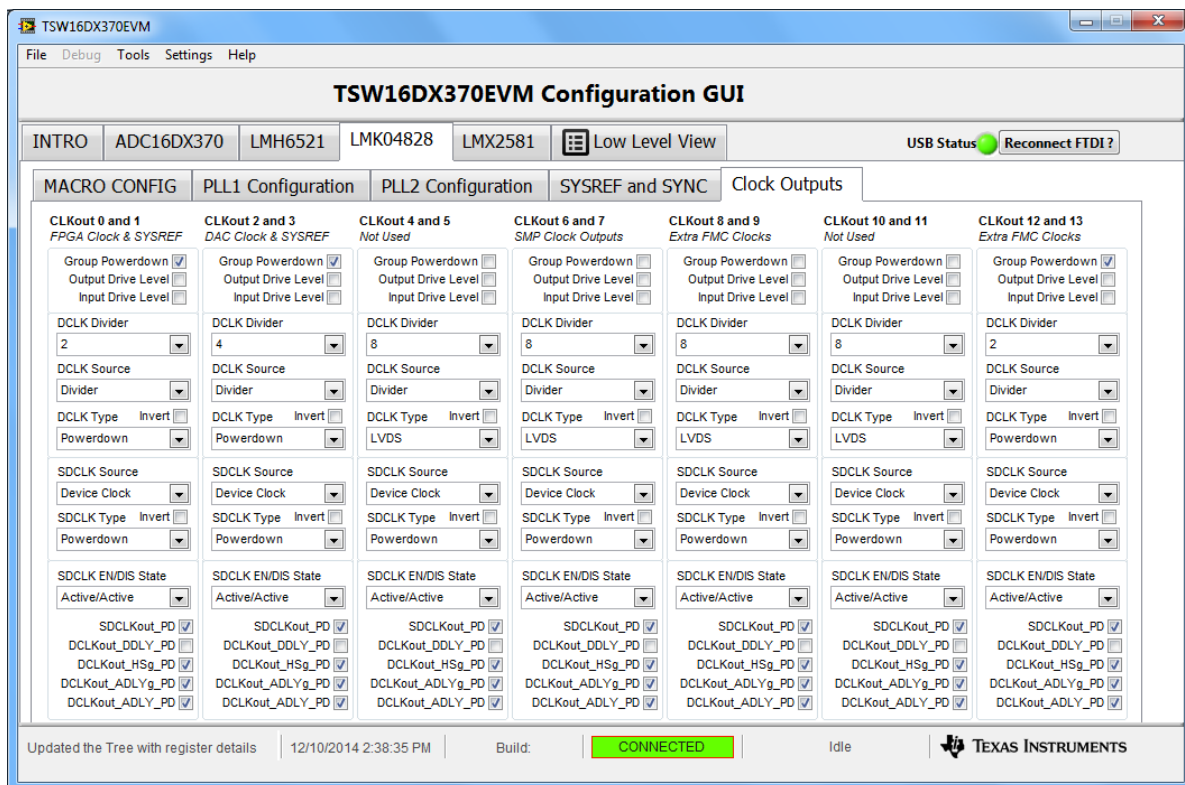 TSW16DX370EVM
File Debug Tools Settings Help
TSW16DX370EVM Configuration GUI
INTRO ADC16DX370 LMH6521 LMK04828 LMX2581 Low Level View USB Status Reconnect FTDI ?
MACRO CONFIG PLL1 Configuration PLL2 Configuration SYSREF and SYNC Clock Outputs
CLKout 0 and 1 CLKout 2 and 3 CLKout 4 and 5 CLKout 6 and 7 CLKout 8 and 9 CLKout 10 and 11 CLKout 12 and 13
FPGA Clock & SYSREF DAC Clock & SYSREF Not Used SMP Clock Outputs Extra FMC Clocks Not Used Extra FMC Clocks
Group Powerdown Group Powerdown Group Powerdown Group Powerdown Group Powerdown Group Powerdown Group Powerdown
Output Drive Level Output Drive Level Output Drive Level Output Drive Level Output Drive Level Output Drive Level Output Drive Level
Input Drive Level Input Drive Level Input Drive Level Input Drive Level Input Drive Level Input Drive Level Input Drive Level
DCLK Divider DCLK Divider DCLK Divider DCLK Divider DCLK Divider DCLK Divider DCLK Divider
2 4 8 8 8 8 2
DCLK Source DCLK Source DCLK Source DCLK Source DCLK Source DCLK Source DCLK Source
Divider Divider Divider Divider Divider Divider Divider
DCLK Type Invert DCLK Type Invert DCLK Type Invert DCLK Type Invert DCLK Type Invert DCLK Type Invert DCLK Type Invert
Powerdown Powerdown LVDS LVDS LVDS LVDS Powerdown
SDCLK Source SDCLK Source SDCLK Source SDCLK Source SDCLK Source SDCLK Source SDCLK Source
Device Clock Device Clock Device Clock Device Clock Device Clock Device Clock Device Clock
SDCLK Type Invert SDCLK Type Invert SDCLK Type Invert SDCLK Type Invert SDCLK Type Invert SDCLK Type Invert SDCLK Type Invert
Powerdown Powerdown Powerdown Powerdown Powerdown Powerdown Powerdown
SDCLK EN/DIS State SDCLK EN/DIS State SDCLK EN/DIS State SDCLK EN/DIS State SDCLK EN/DIS State SDCLK EN/DIS State SDCLK EN/DIS State
Active/Active Active/Active Active/Active Active/Active Active/Active Active/Active Active/Active
SDCLKout_PD SDCLKout_PD SDCLKout_PD SDCLKout_PD SDCLKout_PD SDCLKout_PD SDCLKout_PD
DCLKout_DDLY_PD DCLKout_DDLY_PD DCLKout_DDLY_PD DCLKout_DDLY_PD DCLKout_DDLY_PD DCLKout_DDLY_PD DCLKout_DDLY_PD
DCLKout_HSg_PD DCLKout_HSg_PD DCLKout_HSg_PD DCLKout_HSg_PD DCLKout_HSg_PD DCLKout_HSg_PD DCLKout_HSg_PD
DCLKout_ADLYg_PD DCLKout_ADLYg_PD DCLKout_ADLYg_PD DCLKout_ADLYg_PD DCLKout_ADLYg_PD DCLKout_ADLYg_PD DCLKout_ADLYg_PD
DCLKout_ADLY_PD DCLKout_ADLY_PD DCLKout_ADLY_PD DCLKout_ADLY_PD DCLKout_ADLY_PD DCLKout_ADLY_PD DCLKout_ADLY_PD
Updated the Tree with register details 12/10/2014 2:38:35 PM Build: CONNECTED Idle TEXAS INSTRUMENTS